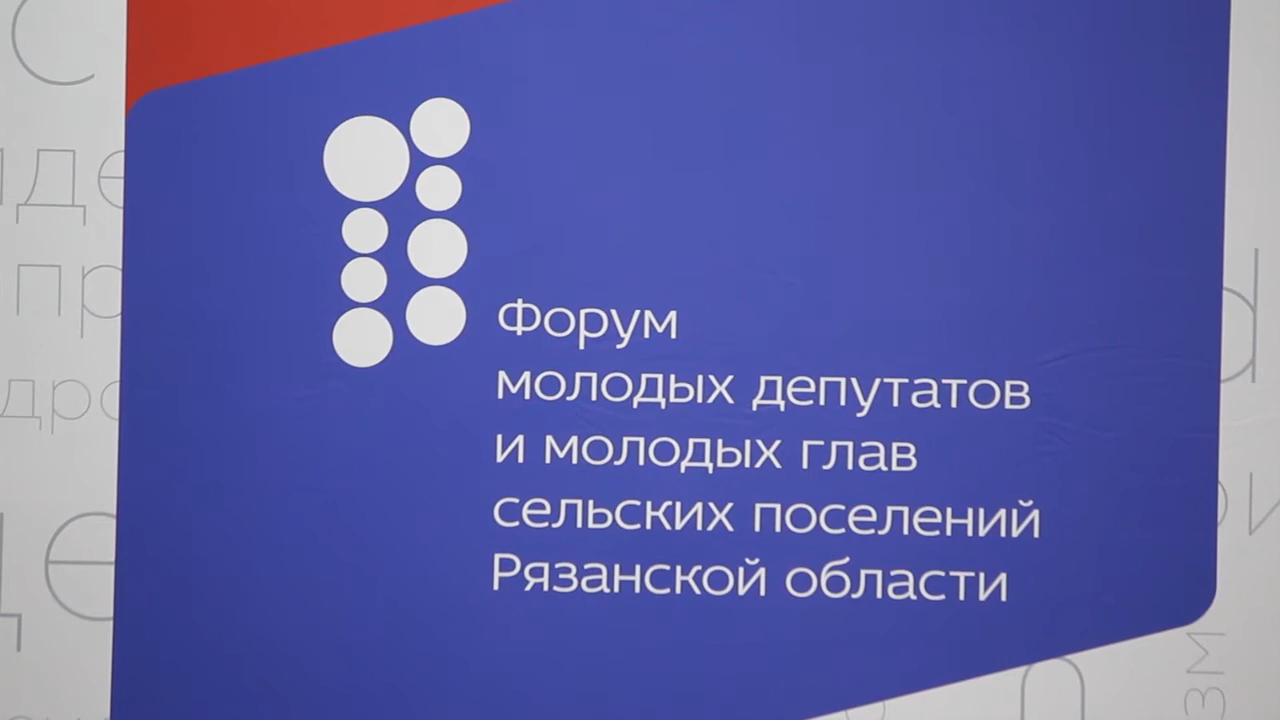 Форум
молодых депутатов
и молодых глав
сельских поселений
Рязанской области